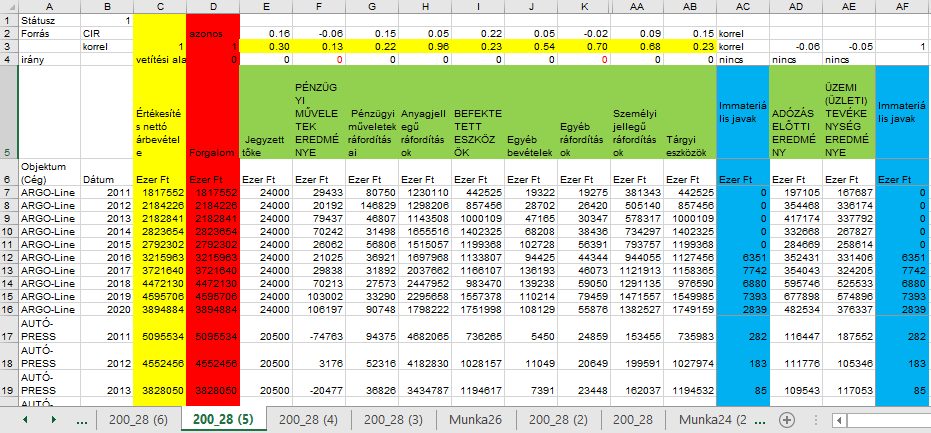 A B C D E F G H I J K AA AB AC AD AE AF
1 Státusz 1
2 Forrás CIR azonos 0.16 -0.06 0.15 0.05 0.22 0.05 -0.02 0.09 0.15 korrel
3 korrel 1 1 0.30 0.13 0.22 0.96 0.23 0.54 0.70 0.68 0.23 korrel -0.06 -0.05 1
4 irány vetítési ala 0 0 0 0 0 0 0 0 0 0 nincs nincs nincs
5 Értékesítés nettó árbevétele Forgalom Jegyzett tőke PÉNZÜGYI MŰVELETEK EREDMÉNYE Pénzügyi műveletek ráfordításai Anyagjellegű ráfordítások BEFEKTETETT ESZKÖZÖK Egyéb bevételek Egyéb ráfordítások Személyi jellegű ráfordítások Tárgyi eszközök Immateriális javak ADÓZÁS ELŐTTI EREDMÉNY ÜZEMI (ÜZLETI) TEVÉKENYSÉG EREDMÉNYE Immateriális javak
6 Objektum (Cég) Dátum Ezer Ft Ezer Ft Ezer Ft Ezer Ft Ezer Ft Ezer Ft Ezer Ft Ezer Ft Ezer Ft Ezer Ft Ezer Ft Ezer Ft Ezer Ft Ezer Ft Ezer Ft
7 ARGO-Line 2011 1817552 1817552 24000 29433 80750 1230110 442525 19322 19275 381343 442525 0 197105 167687 0
8 ARGO-Line 2012 2184226 2184226 24000 20192 146829 1298206 857456 28702 26420 505140 857456 0 354468 336174 0
9 ARGO-Line 2013 2182841 2182841 24000 79437 46807 1143508 1000109 47165 30347 578317 1000109 0 417174 337792 0
10 ARGO-Line 2014 2823654 2823654 24000 70242 31498 1655516 1402325 68208 38436 734297 1402325 0 332668 267827 0
11 ARGO-Line 2015 2792302 2792302 24000 26062 56806 1515057 1199368 102728 56391 793757 1199368 0 284669 258614 0
12 ARGO-Line 2016 3215963 3215963 24000 21025 36921 1697968 1133807 94425 44344 944055 1127456 6351 352431 331406 6351
13 ARGO-Line 2017 3721640 3721640 24000 29838 31892 2037662 1166107 136193 46073 1121913 1158365 7742 354043 324205 7742
14 ARGO-Line 2018 4472130 4472130 24000 70213 27573 2447952 983470 139238 59050 1291135 976590 6880 595746 525533 6880
15 ARGO-Line 2019 4595706 4595706 24000 103002 33290 2295658 1557378 110214 79459 1471557 1549985 7393 677898 574896 7393
16 ARGO-Line 2020 3894884 3894884 24000 106197 90748 1798222 1751998 108129 55876 1382527 1749159 2839 482534 376337 2839
17 AUTÓ-PRESS 2011 5095534 5095534 20500 -74763 94375 4682065 736265 5450 24859 153455 735983 282 116447 187552 282
18 AUTÓ-PRESS 2012 4552456 4552456 20500 3176 52316 4182830 1028157 11049 20649 199591 1027974 183 111776 105346 183
19 AUTÓ-PRESS 2013 3828050 3828050 20500 -20477 36826 3434787 1194617 7391 23448 162037 1194532 85 109543 117053 85
AUTÓ-
... 200_28 (6) 200_28 (5) 200_28 (4) 200_28 (3) Munka26 200_28 (2) 200_28 Munka24 (2 ...